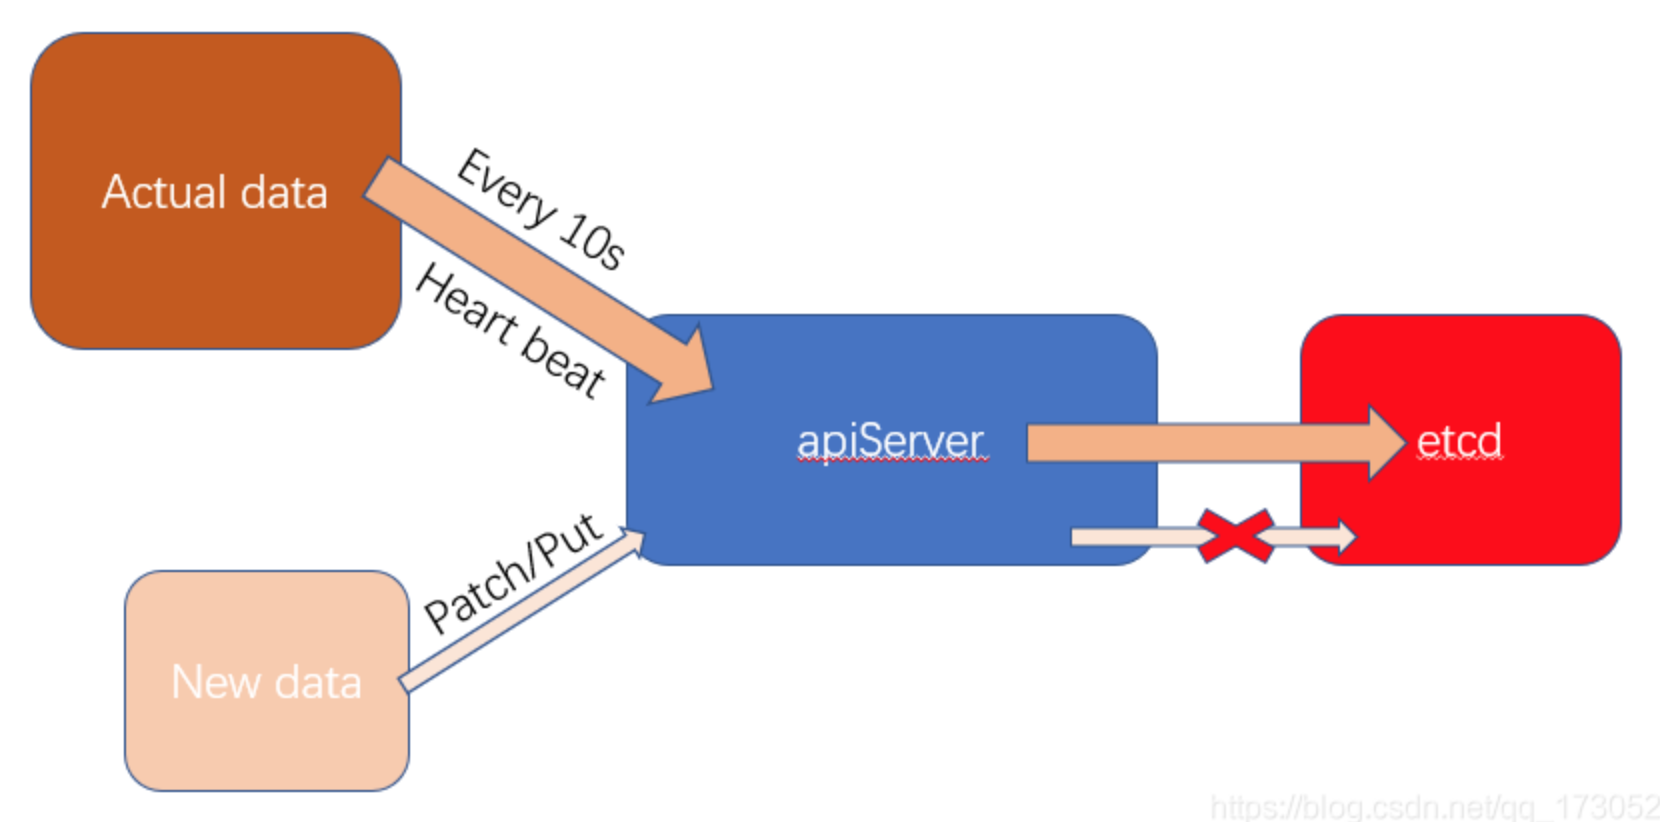 Actual data
Every 10s
Heart beat
apiServer
etcd
Patch/Put
New data
https://blog.csdn.net/qq_173052